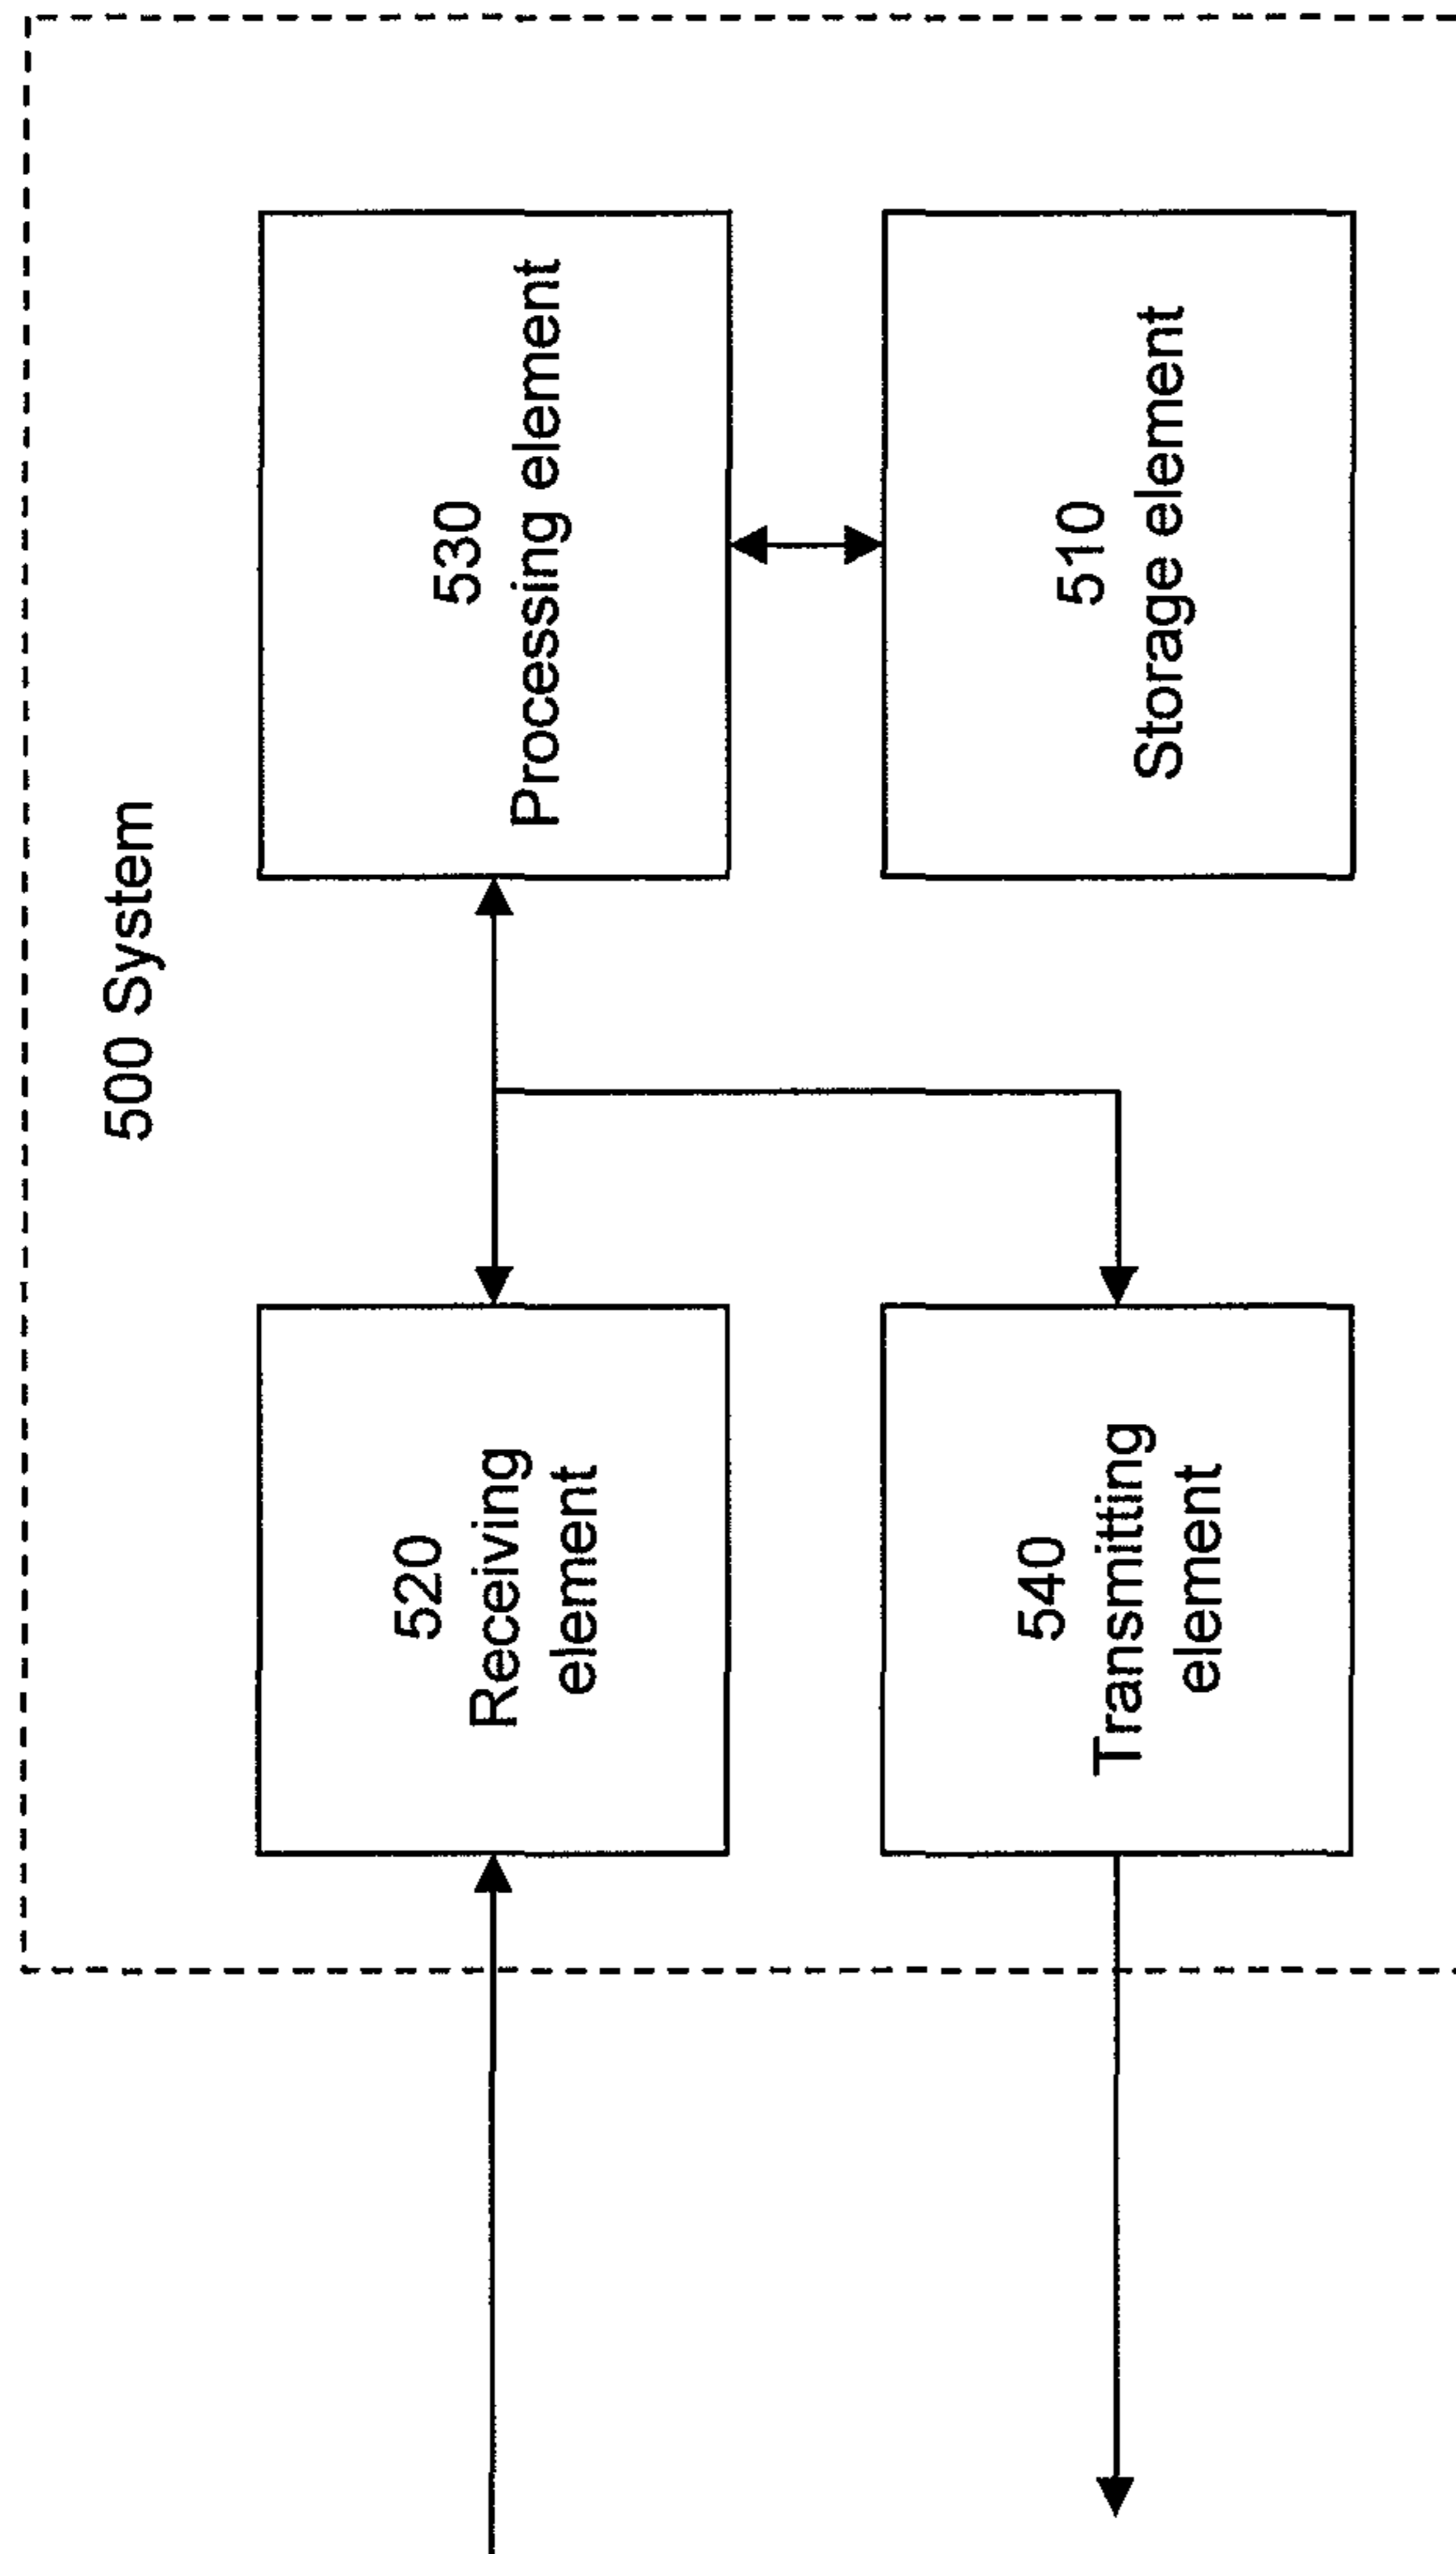 500 System
520
Receiving
element
530
Processing element
540
Transmitting
element
510
Storage element